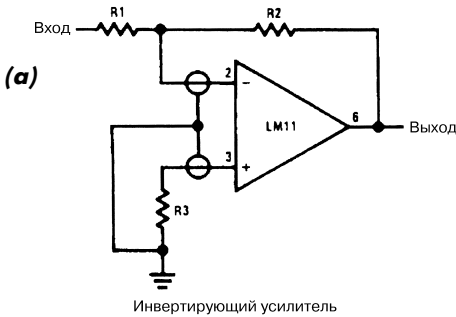 R1
R2
Вход
(a)
2
−
LM11
6
Выход
3
+
R3
Инвертирующий усилитель